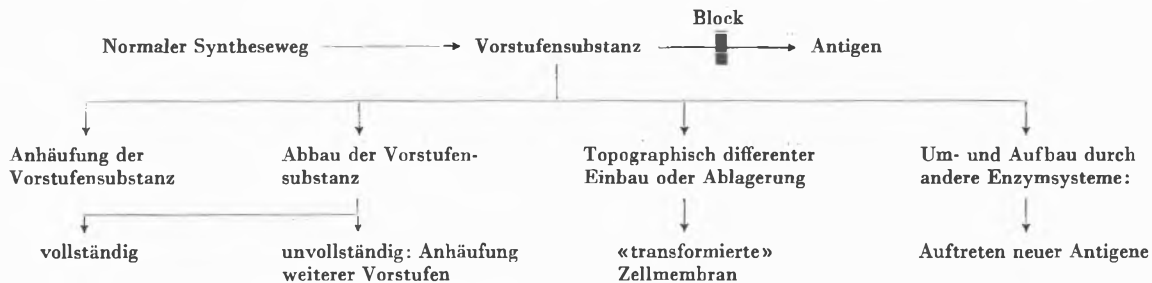 Block
Normaler Syntheseweg
Vorstufensubstanz
Antigen
Anhäufung der
Vorstufensubstanz
Abbau der Vorstufen-
substanz
Topographisch differenter
Einbau oder Ablagerung
Um- und Aufbau durch
andere Enzymsysteme:
vollständig
unvollständig: Anhäufung
weiterer Vorstufen
«transformierte»
Zellmembran
Auftreten neuer Antigene